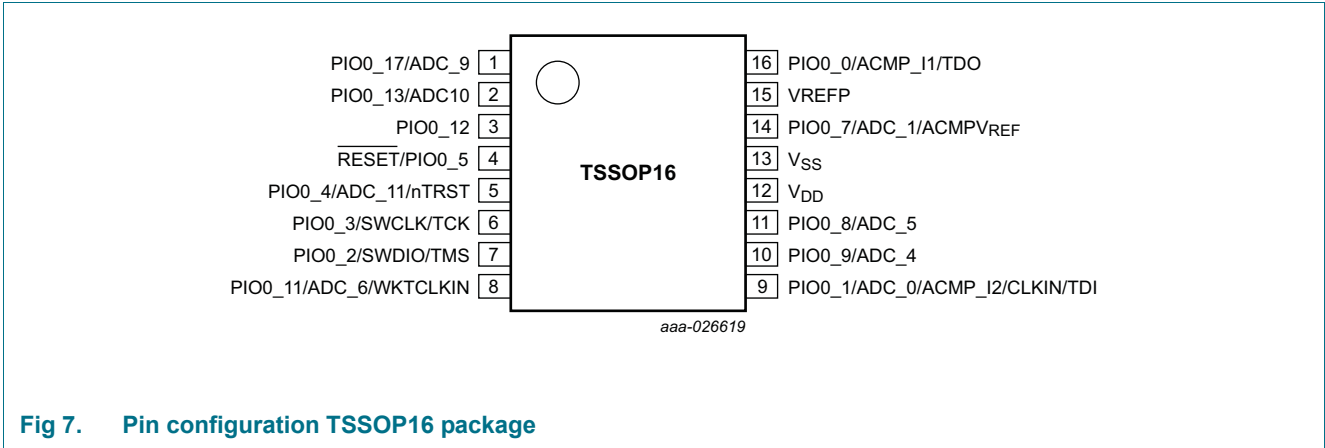 PIO0_17/ADC_9 1
PIO0_13/ADC10 2
PIO0_12 3
RESET/PIO0_5 4
PIO0_4/ADC_11/nTRST 5
PIO0_3/SWCLK/TCK 6
PIO0_2/SWDIO/TMS 7
PIO0_11/ADC_6/WKTCLKIN 8
TSSOP16
16 PIO0_0/ACMP_I1/TDO
15 VREFP
14 PIO0_7/ADC_1/ACMPVREF
13 VSS
12 VDD
11 PIO0_8/ADC_5
10 PIO0_9/ADC_4
9 PIO0_1/ADC_0/ACMP_I2/CLKIN/TDI
aaa-026619
Fig 7. Pin configuration TSSOP16 package